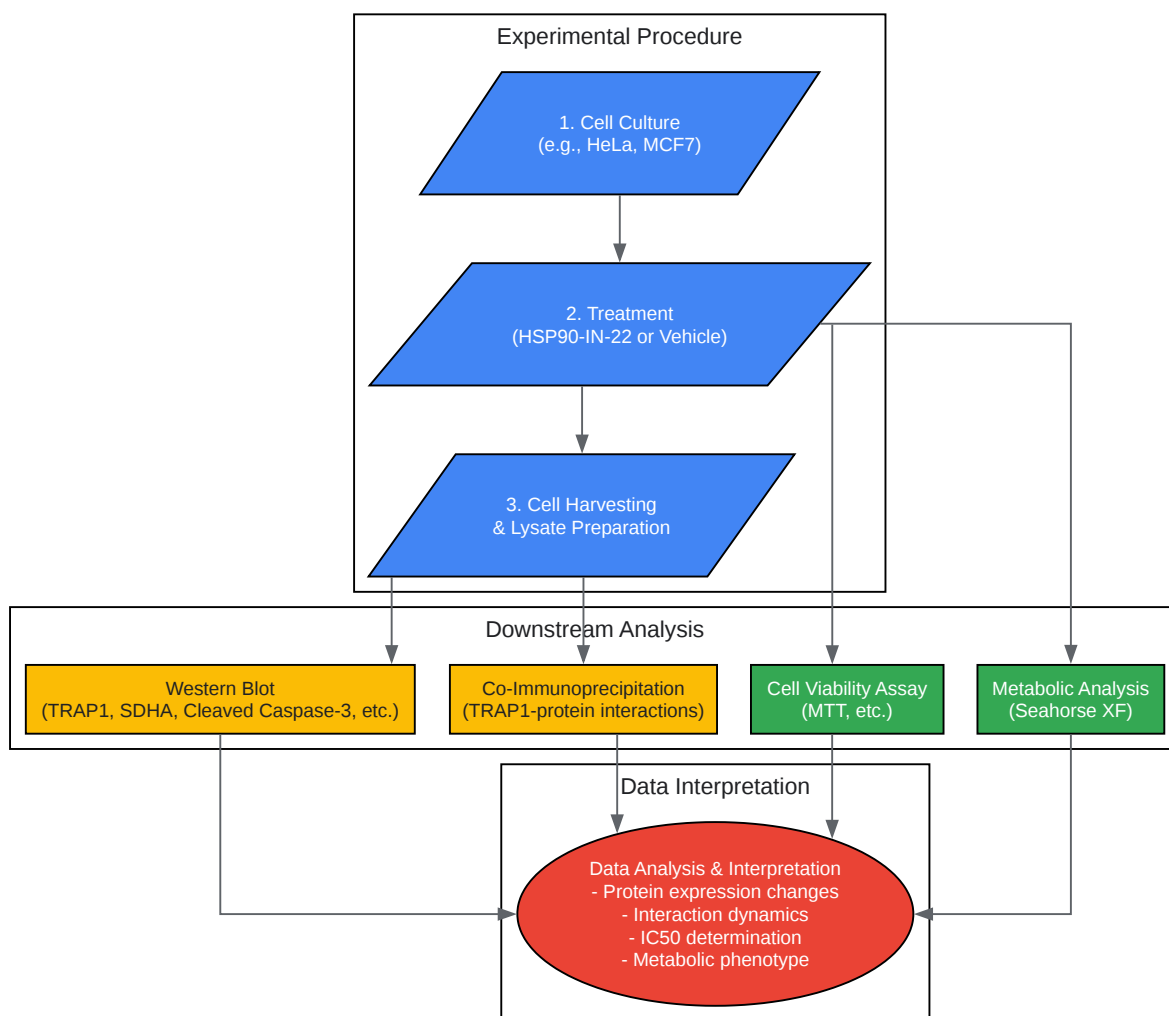 Experimental Procedure
1. Cell Culture
(e.g., HeLa, MCF7)
2. Treatment
(HSP90-IN-22 or Vehicle)
3. Cell Harvesting
& Lysate Preparation
Downstream Analysis
Western Blot
(TRAP1, SDHA, Cleaved Caspase-3, etc.)
Co-Immunoprecipitation
(TRAP1-protein interactions)
Cell Viability Assay
(MTT, etc.)
Metabolic Analysis
(Seahorse XF)
Data Interpretation
Data Analysis & Interpretation
- Protein expression changes
- Interaction dynamics
- IC50 determination
- Metabolic phenotype